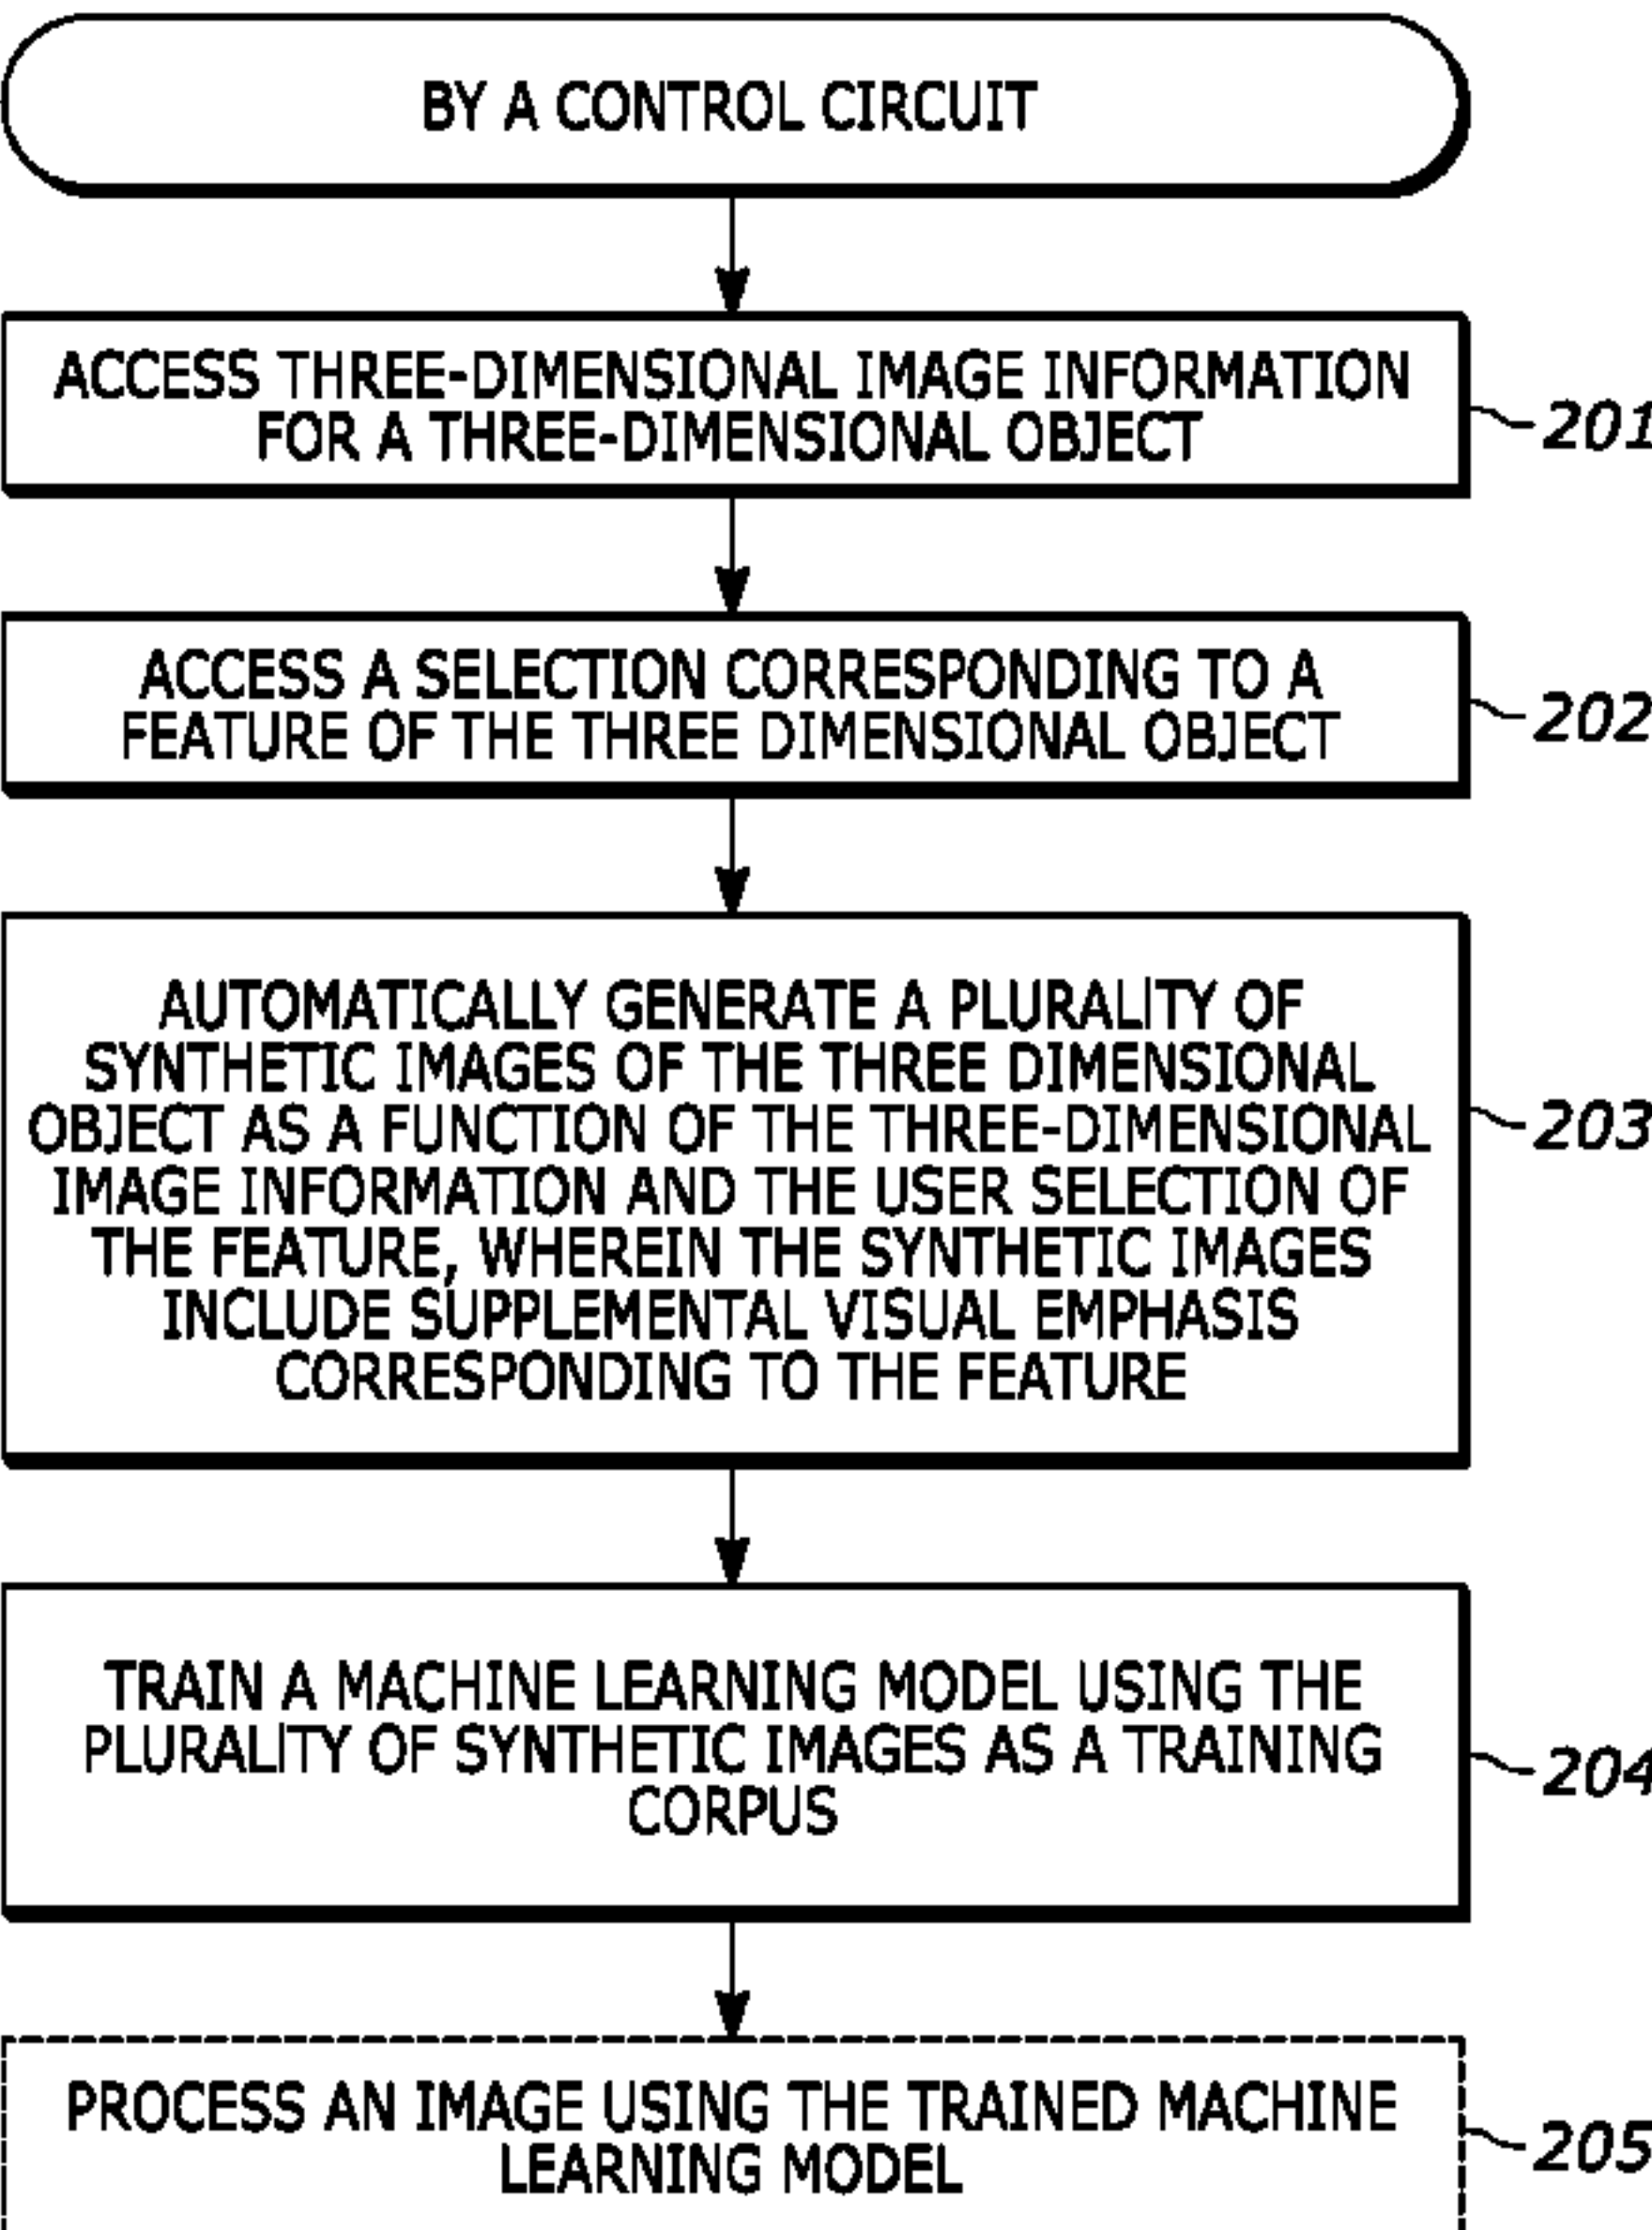 BY A CONTROL CIRCUIT
ACCESS THREE-DIMENSIONAL IMAGE INFORMATION
FOR A THREE-DIMENSIONAL OBJECT
201
ACCESS A SELECTION CORRESPONDING TO A
FEATURE OF THE THREE DIMENSIONAL OBJECT
202
AUTOMATICALLY GENERATE A PLURALITY OF
SYNTHETIC IMAGES OF THE THREE DIMENSIONAL
OBJECT AS A FUNCTION OF THE THREE-DIMENSIONAL
IMAGE INFORMATION AND THE USER SELECTION OF
THE FEATURE, WHEREIN THE SYNTHETIC IMAGES
INCLUDE SUPPLEMENTAL VISUAL EMPHASIS
CORRESPONDING TO THE FEATURE
203
TRAIN A MACHINE LEARNING MODEL USING THE
PLURALITY OF SYNTHETIC IMAGES AS A TRAINING
CORPUS
204
PROCESS AN IMAGE USING THE TRAINED MACHINE
LEARNING MODEL
205